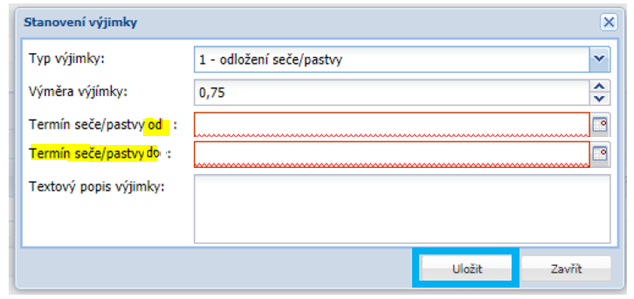 Stanovení výjimky
Typ výjimky: 1 - odložení seče/pastvy
Výměra výjímky: 0,75
Termín seče/pastvy od :
Termín seče/pastvy do :
Textový popis výjimky:
Uložit Zavřít